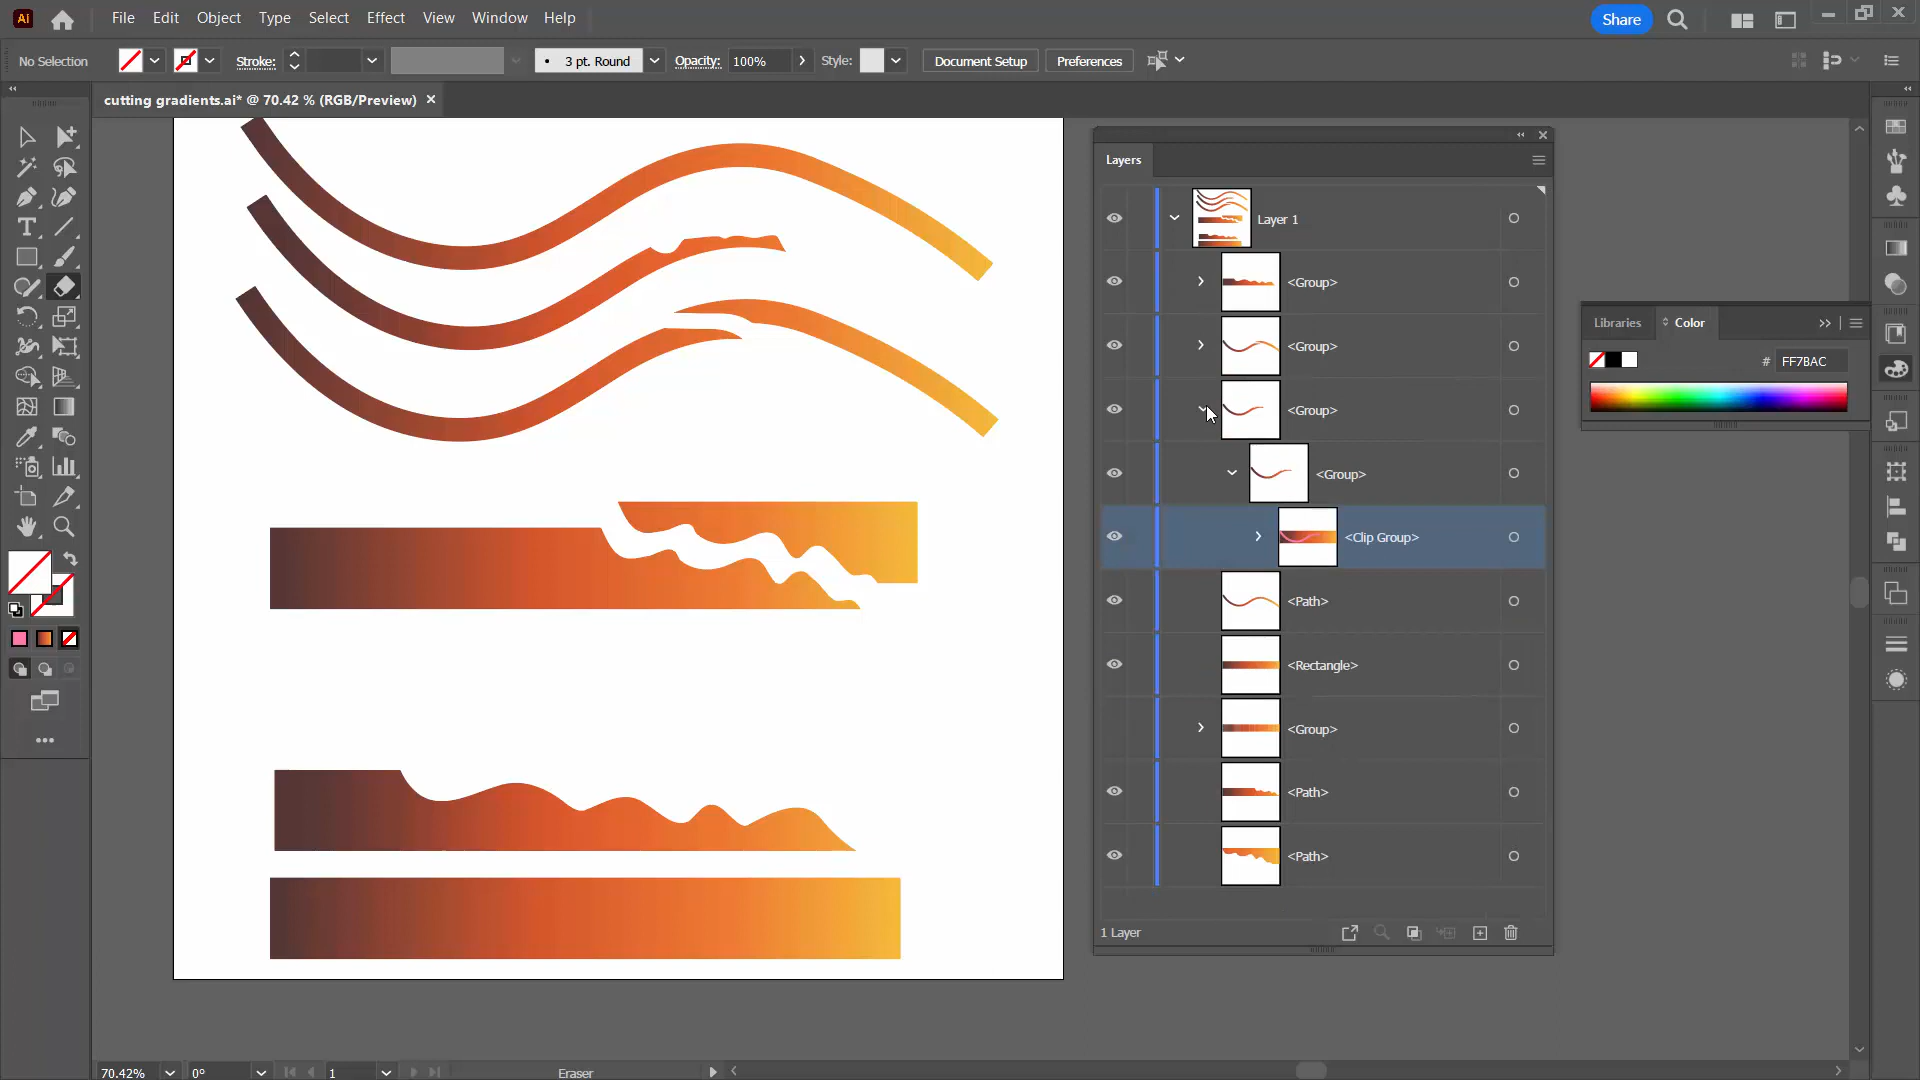 Ai File Edit Object Type Select Effect View Window Help Share
No Selection Stroke: 3 pt. Round Opacity: 100% Style: Document Setup Preferences
cutting gradients.ai* @ 70.42 % (RGB/Preview)
Layers
Layer 1
<Group>
<Group>
<Group>
<Group>
<Clip Group>
<Path>
<Rectangle>
<Group>
<Path>
<Path>
1 Layer
Libraries Color
# FF7BAC
70.42% 0° 1 Eraser